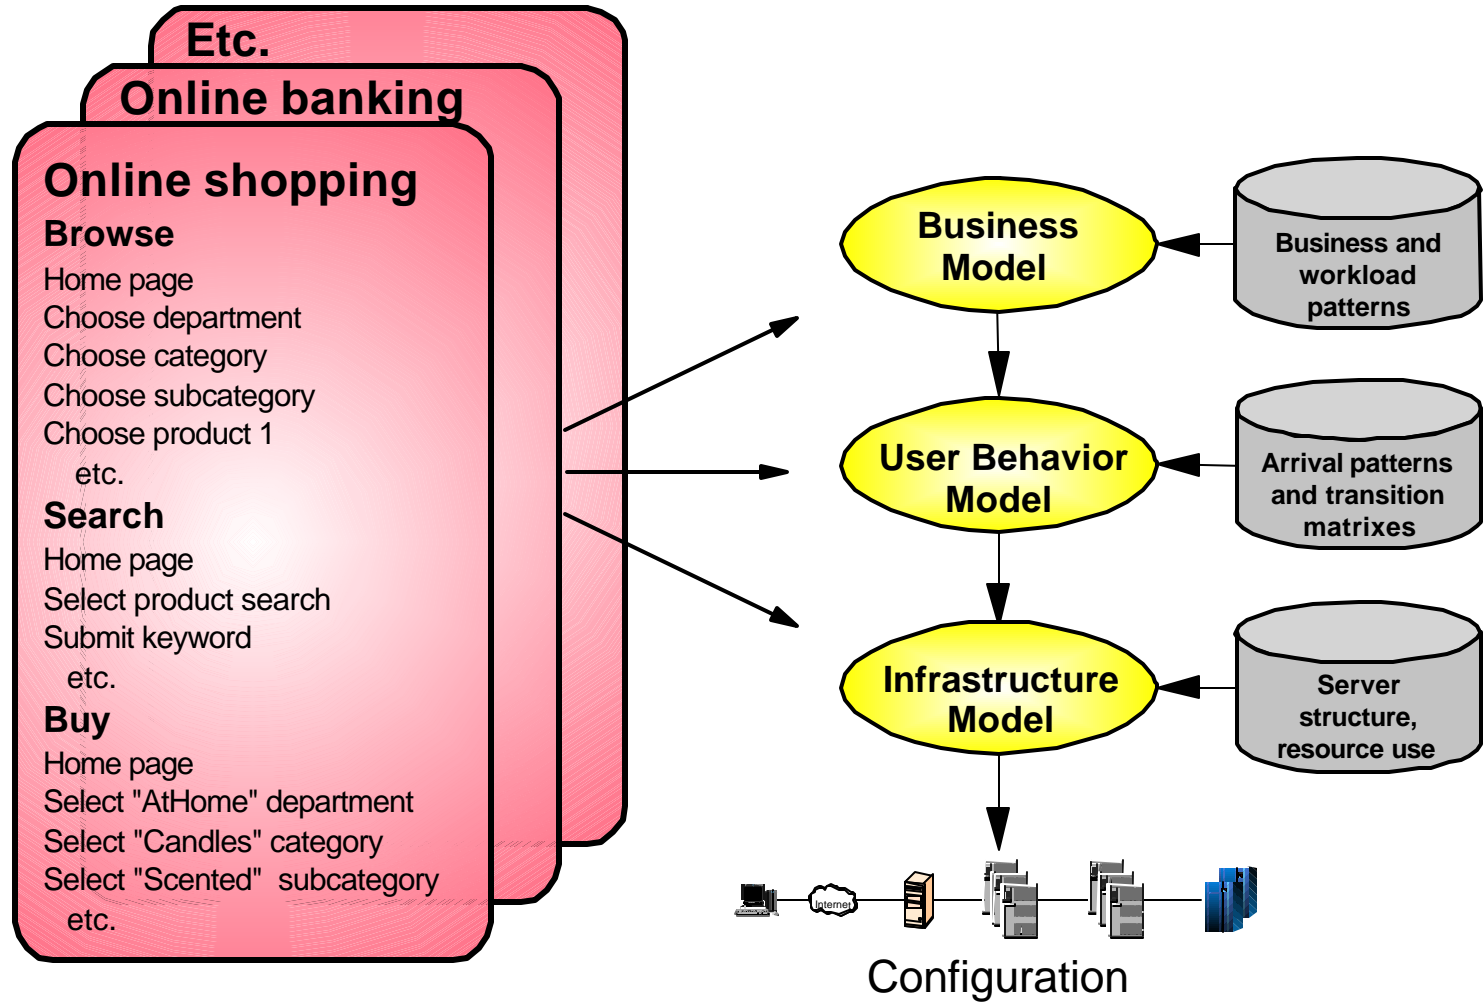 Etc.
Online banking
Online shopping
Browse
Home page
Choose department
Choose category
Choose subcategory
Choose product 1
etc.
Search
Home page
Select product search
Submit keyword
etc.
Buy
Home page
Select "AtHome" department
Select "Candles" category
Select "Scented" subcategory
etc.
Business
Model
Business and
workload
patterns
User Behavior
Model
Arrival patterns
and transition
matrixes
Infrastructure
Model
Server
structure,
resource use
Internet
Configuration